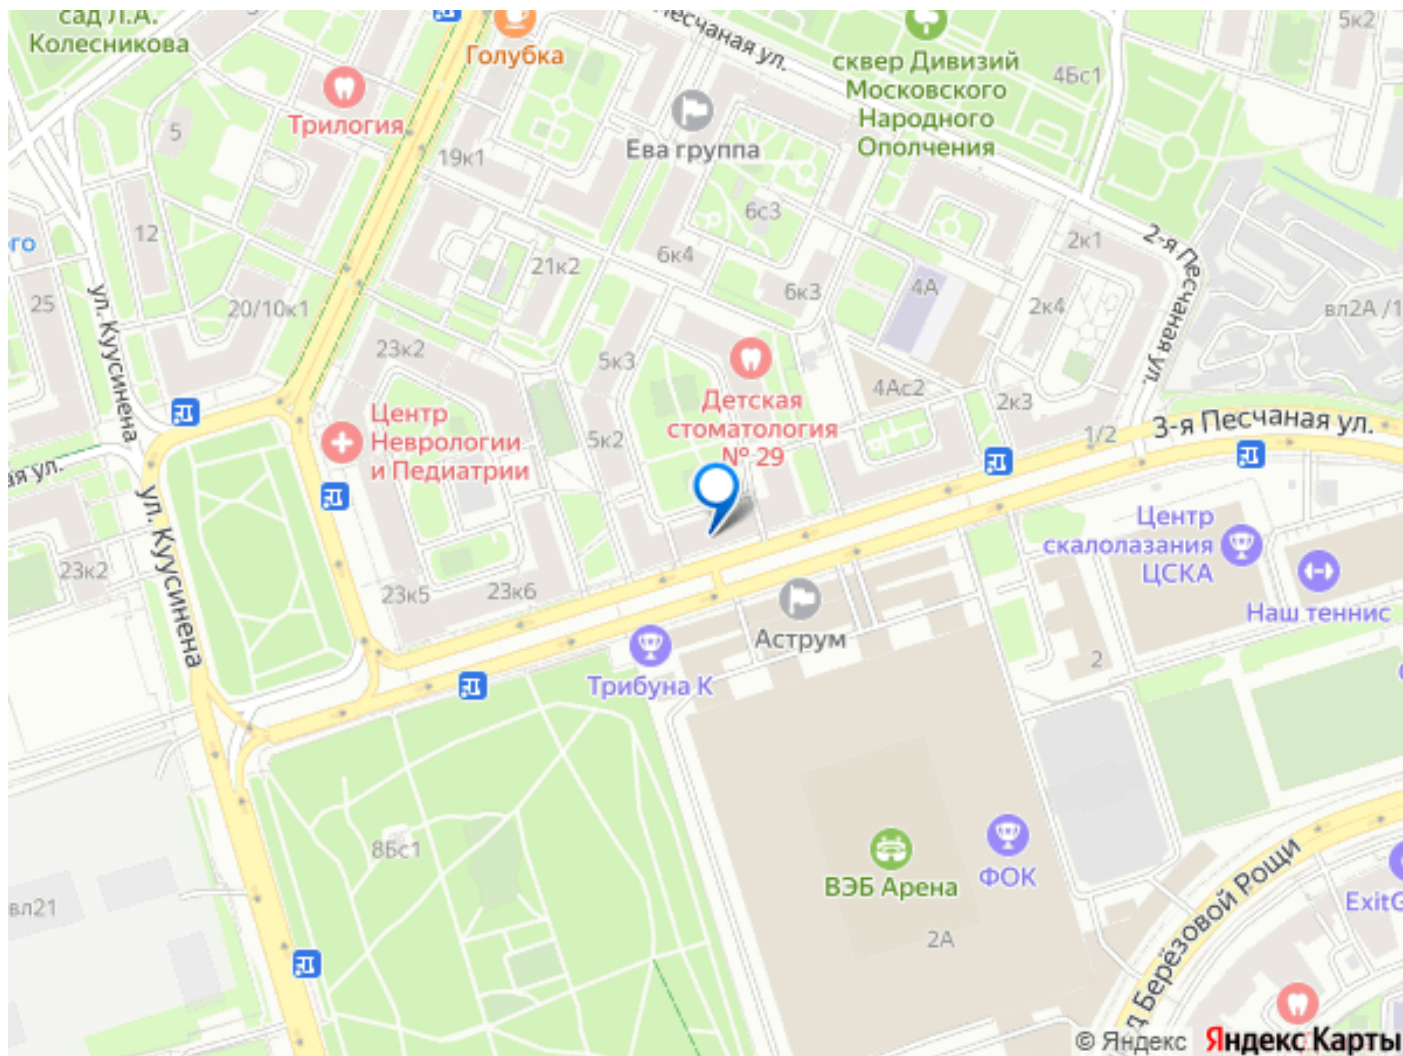 сад Л.А.
Колесникова
Голубка
Песчаная ул.
5к2
сквер Дивизий
Московского
Народного
Ополчения
4Бс1
Трилогия
5
19к1
Ева группа
6с3
12
20/10к1
21к2
6к4
6к3
4А
2к1
2-я Песчаная ул.
2к4
вл2А /1
25
ул. Куусинена
23к2
5к3
Детская
стоматология
№ 29
4Ас2
2к3
1/2
3-я Песчаная ул.
Центр
Неврологии
и Педиатрии
5к2
ул. Куусинена
23к2
23к5
23к6
Центр
скалолазания
ЦСКА
Наш теннис
Аструм
Трибуна К
2
8Бс1
вл21
ВЭБ Арена
ФОК
2А
Берёзовой Рощи
© Яндекс
Яндекс Карты